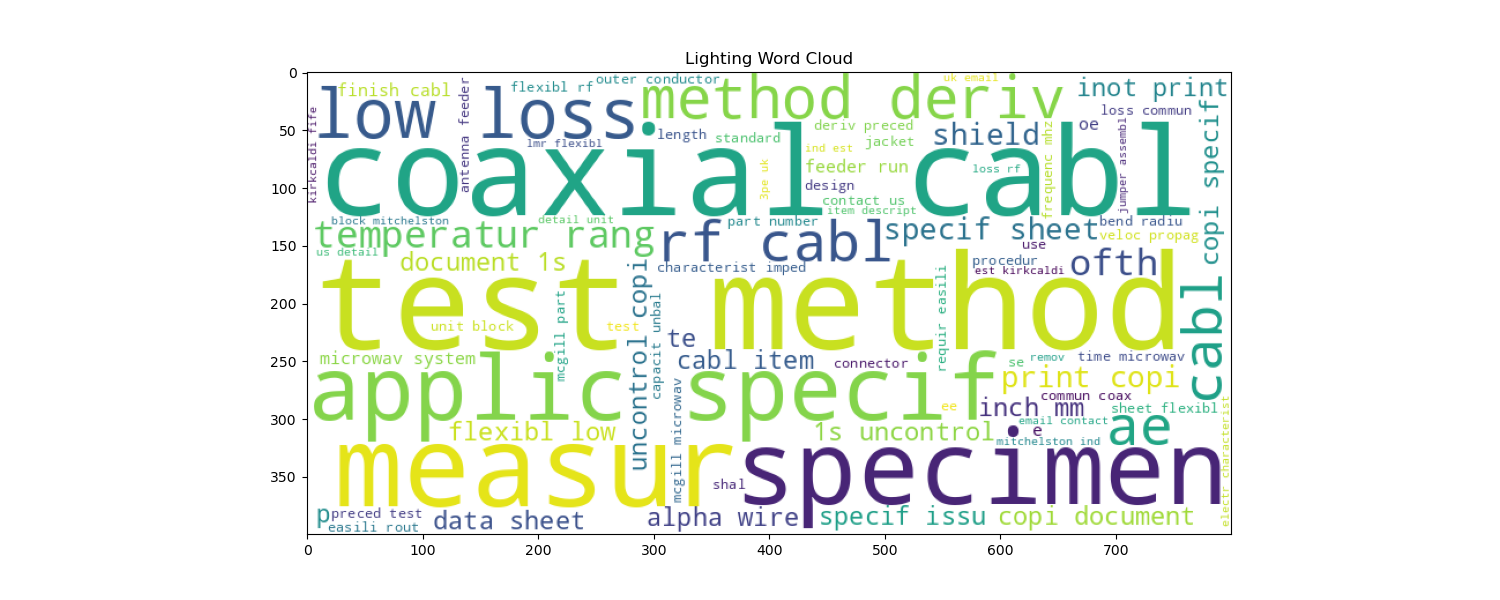 Lighting Word Cloud
finish cabl
flexibl rf
outer conductor
uk email
inot print
low loss
method deriv
loss commun
kirkcaldi fife
antenna feeder
lmr flexibl
length
standard
deriv preced
jacket
ind est
feeder run
3pe uk
design
contact us
item descript
shield
oe
loss rf
frequenc mhz
jumper assembl
copi specif
coaxial cabl
block mitchelston
detail unit
part number
bend radiu
temperatur rang
rf cabl
specif sheet
veloc propag
use
us detail
document 1s
characterist imped
procedur
est kirkcaldi
ofth
test method
unit block
mcgill part
test
uncontrol copi
capacit unbal
requir easili
te
cabl
microwav system
cabl item
connector
se
remov
time microwav
applic specif
print copi
commun coax
ee
inch mm
sheet flexibl
email contact
ae
flexibl low
mcgill microwav
1s uncontrol
e
mitchelston ind
electr characterist
measur
specimen
shal
p
preced test
easili rout
data sheet
alpha wire
specif issu
copi document
0
50
100
150
200
250
300
350
0 100 200 300 400 500 600 700